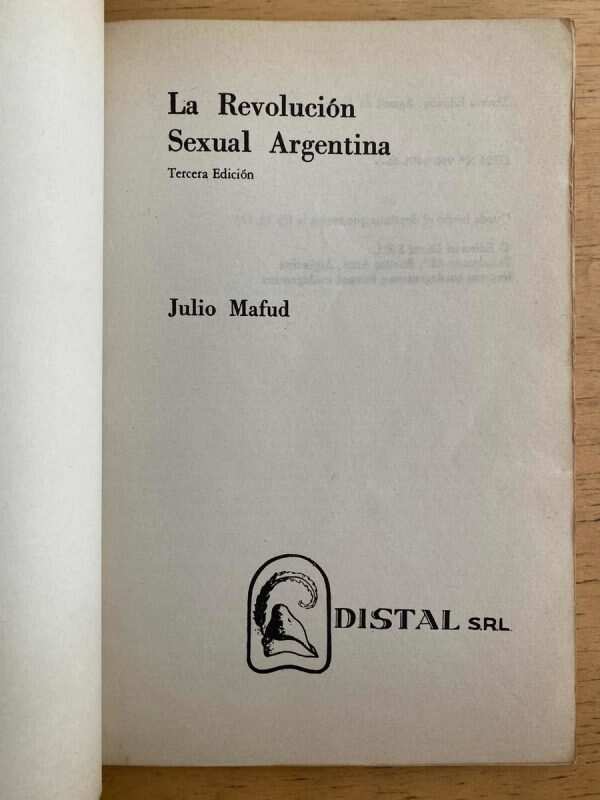 La Revolución
Sexual Argentina
Tercera Edición
Julio Mafud
DISTAL S.R.L.